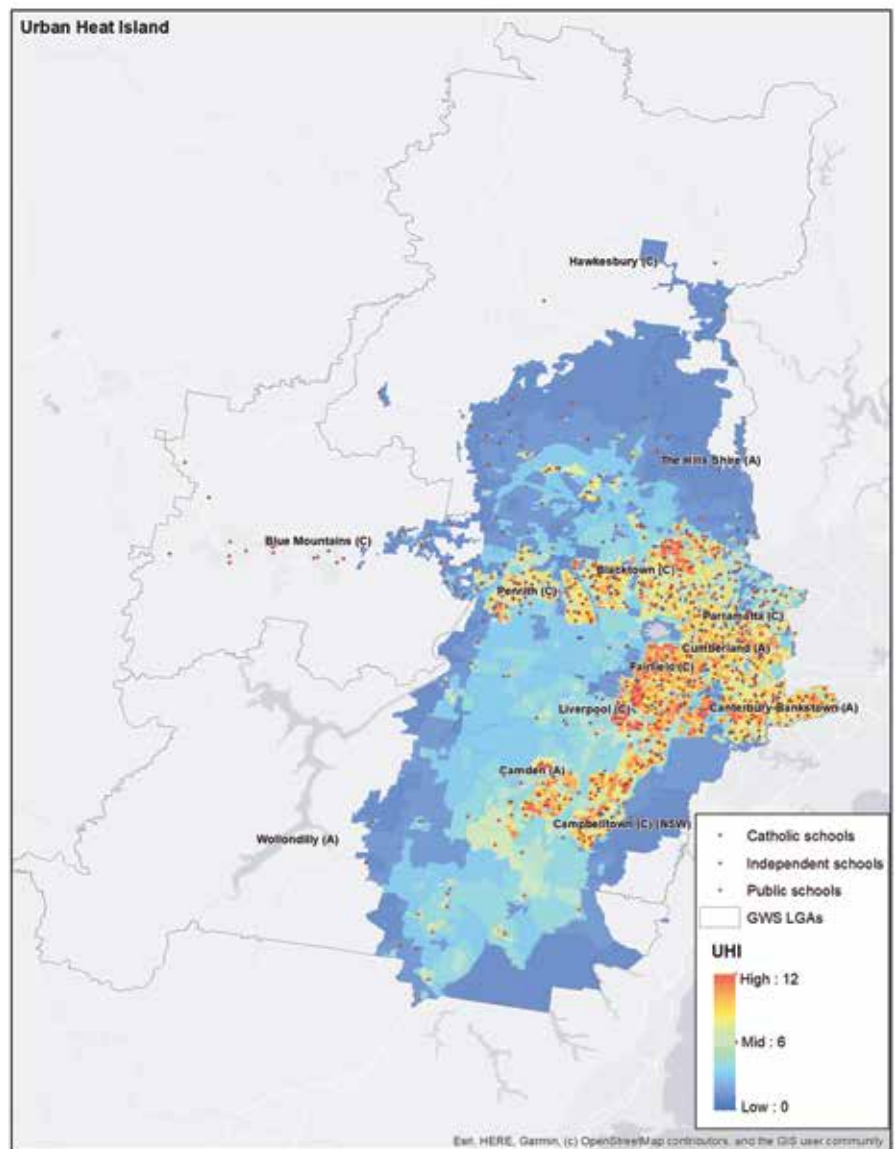 Urban Heat Island
Hawkesbury (C)
The Hills Shire (A)
Blue Mountains (C)
Blacktown (C)
Penrith (C)
Parramatta (C)
Cumberland (A)
Fairfield (C)
Liverpool (C)
Canterbury-Bankstown (A)
Camden (A)
Campbelltown (C) (NSW)
Wollondilly (A)
Catholic schools
Independent schools
Public schools
GWS LGAs
UHI
High : 12
Mid : 6
Low : 0
Esri, HERE, Garmin, (c) OpenStreetMap contributors, and the GIS user community